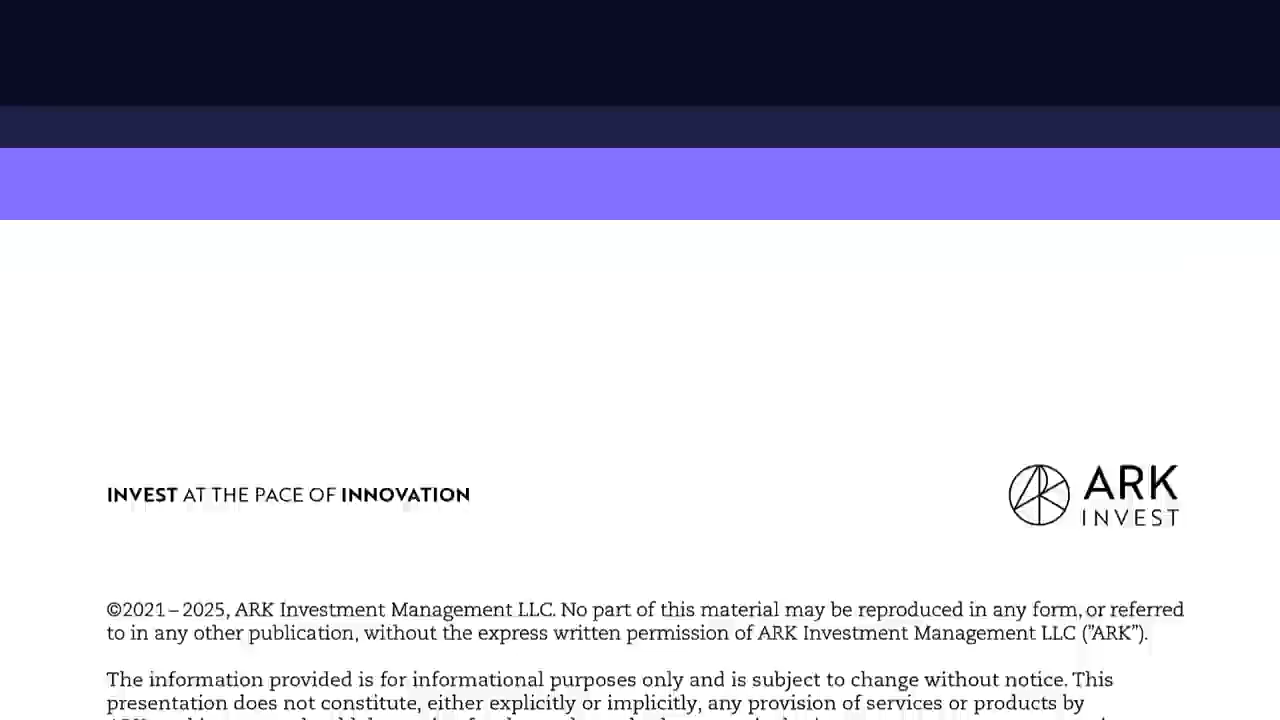 INVEST AT THE PACE OF INNOVATION
ARK
INVEST
©2021–2025, ARK Investment Management LLC. No part of this material may be reproduced in any form, or referred
to in any other publication, without the express written permission of ARK Investment Management LLC ("ARK").
The information provided is for informational purposes only and is subject to change without notice. This
presentation does not constitute, either explicitly or implicitly, any provision of services or products by